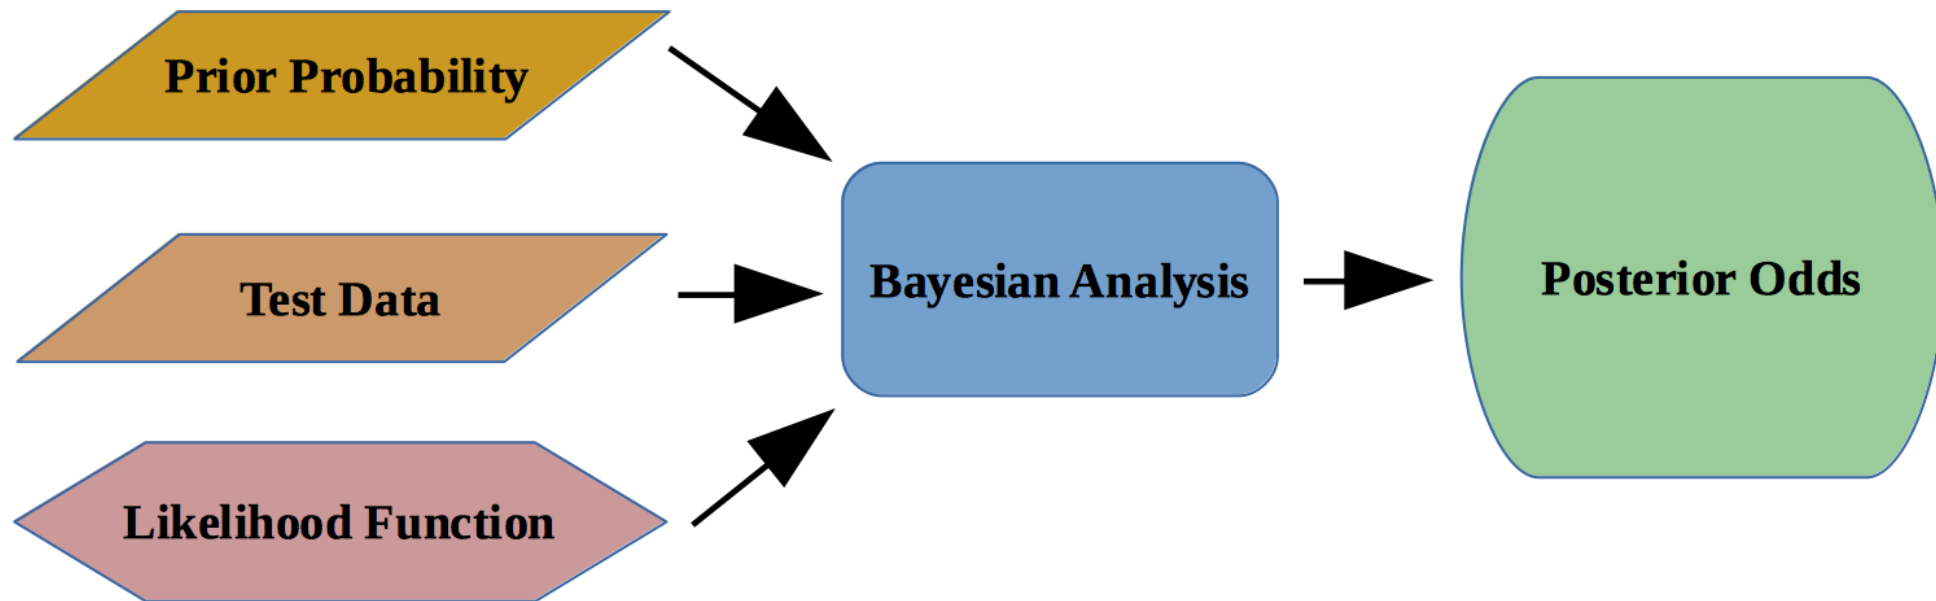 Prior Probability
Test Data
Likelihood Function
Bayesian Analysis
Posterior Odds